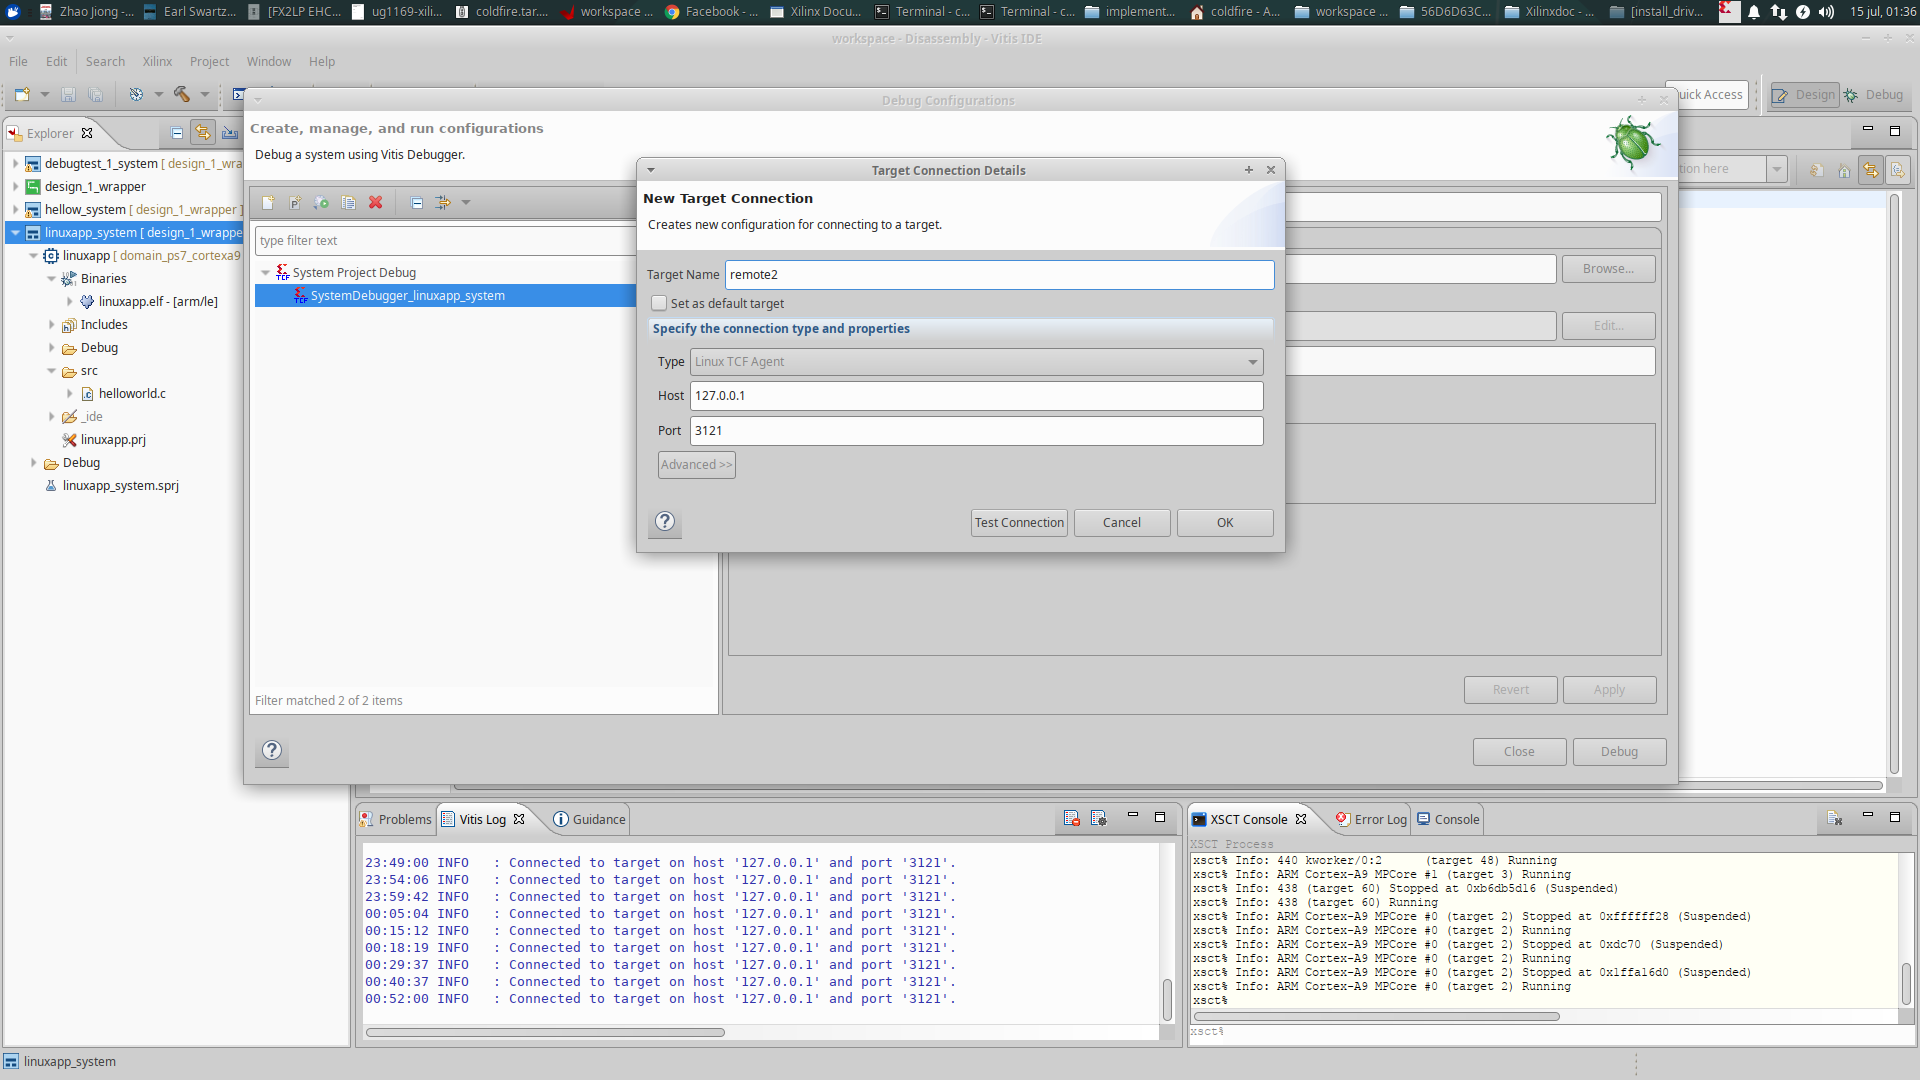 Zhao Jiong -...
Earl Swartz...
[FX2LP EHC...
ug1169-xili...
coldfire.tar....
workspace ...
Facebook - ...
Xilinx Docu...
Terminal - c...
Terminal - c...
implement...
coldfire - A...
workspace ...
56D6D63C...
Xilinxdoc - ...
[install_driv...
15 jul, 01:36
workspace - Disassembly - Vitis IDE
File
Edit
Search
Xilinx
Project
Window
Help
uick Access
Design
Debug
Explorer
debugtest_1_system [ design_1_wra
design_1_wrapper
hellow_system [ design_1_wrapper ]
linuxapp_system [ design_1_wrappe
linuxapp [ domain_ps7_cortexa9
Binaries
linuxapp.elf - [arm/le]
Includes
Debug
src
helloworld.c
_ide
linuxapp.prj
Debug
linuxapp_system.sprj
Debug Configurations
Create, manage, and run configurations
Debug a system using Vitis Debugger.
type filter text
System Project Debug
SystemDebugger_linuxapp_system
Filter matched 2 of 2 items
tion here
Browse...
Edit...
Revert
Apply
Close
Debug
Target Connection Details
New Target Connection
Creates new configuration for connecting to a target.
Target Name
remote2
Set as default target
Specify the connection type and properties
Type
Linux TCF Agent
Host
127.0.0.1
Port
3121
Advanced >>
Test Connection
Cancel
OK
Problems
Vitis Log
Guidance
23:49:00 INFO : Connected to target on host '127.0.0.1' and port '3121'.
23:54:06 INFO : Connected to target on host '127.0.0.1' and port '3121'.
23:59:42 INFO : Connected to target on host '127.0.0.1' and port '3121'.
00:05:04 INFO : Connected to target on host '127.0.0.1' and port '3121'.
00:15:12 INFO : Connected to target on host '127.0.0.1' and port '3121'.
00:18:19 INFO : Connected to target on host '127.0.0.1' and port '3121'.
00:29:37 INFO : Connected to target on host '127.0.0.1' and port '3121'.
00:40:37 INFO : Connected to target on host '127.0.0.1' and port '3121'.
00:52:00 INFO : Connected to target on host '127.0.0.1' and port '3121'.
XSCT Console
Error Log
Console
XSCT Process
xsct% Info: 440 kworker/0:2 (target 48) Running
xsct% Info: ARM Cortex-A9 MPCore #1 (target 3) Running
xsct% Info: 438 (target 60) Stopped at 0xb6db5d16 (Suspended)
xsct% Info: 438 (target 60) Running
xsct% Info: ARM Cortex-A9 MPCore #0 (target 2) Stopped at 0xffffff28 (Suspended)
xsct% Info: ARM Cortex-A9 MPCore #0 (target 2) Running
xsct% Info: ARM Cortex-A9 MPCore #0 (target 2) Stopped at 0xdc70 (Suspended)
xsct% Info: ARM Cortex-A9 MPCore #0 (target 2) Running
xsct% Info: ARM Cortex-A9 MPCore #0 (target 2) Stopped at 0x1ffa16d0 (Suspended)
xsct% Info: ARM Cortex-A9 MPCore #0 (target 2) Running
xsct%
xsct%
linuxapp_system